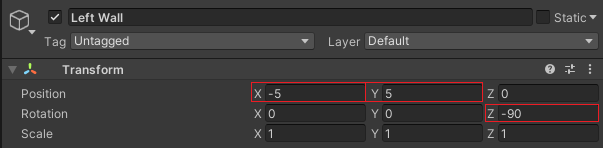 Left Wall Static
Tag Untagged Layer Default
Transform
Position X -5 Y 5 Z 0
Rotation X 0 Y 0 Z -90
Scale X 1 Y 1 Z 1